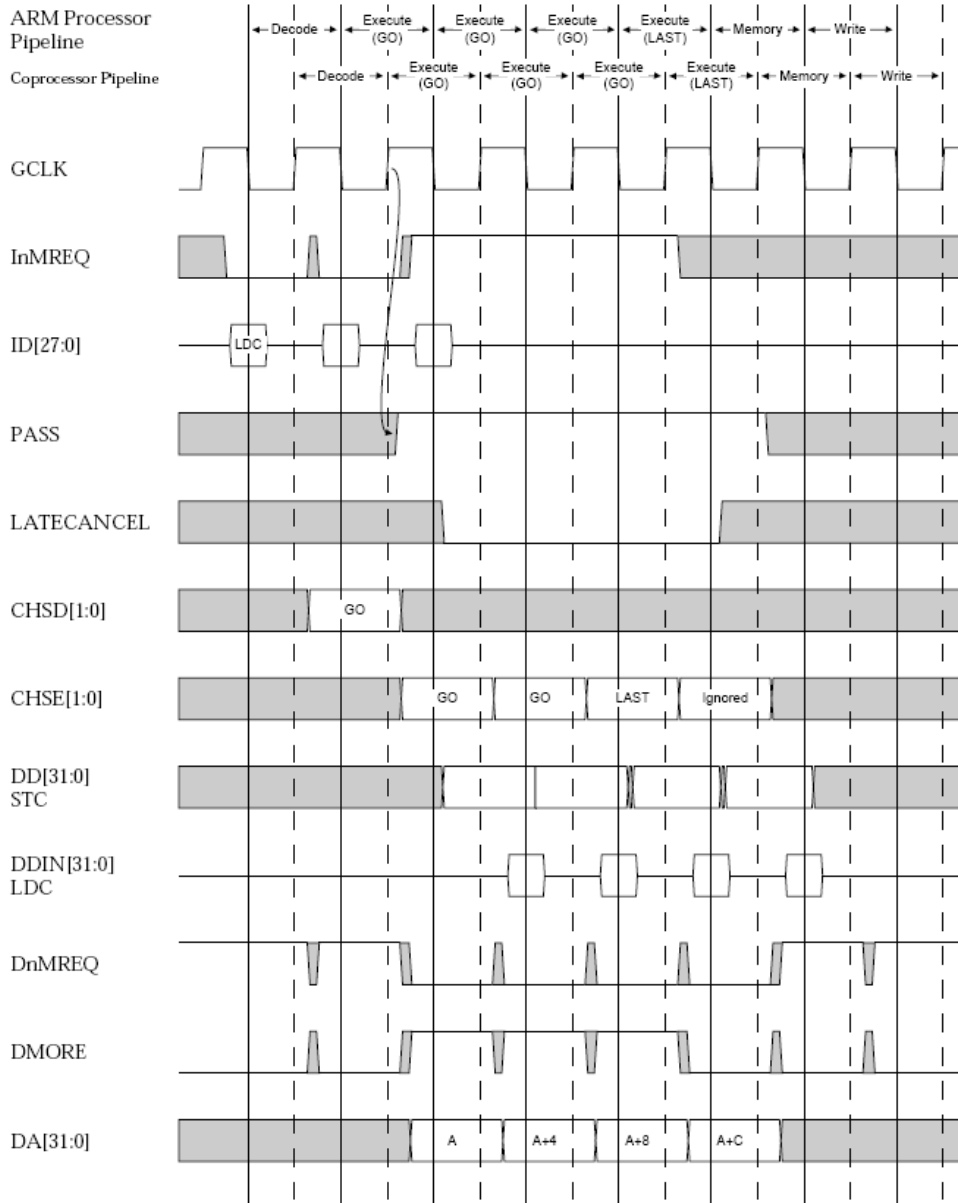 ARM Processor
Pipeline
Decode
Execute
(GO)
Execute
(GO)
Execute
(GO)
Execute
(LAST)
Memory
Write
Coprocessor Pipeline
Decode
Execute
(GO)
Execute
(GO)
Execute
(GO)
Execute
(LAST)
Memory
Write
GCLK
InMREQ
ID[27:0]
LDC
PASS
LATECANCEL
CHSD[1:0]
GO
CHSE[1:0]
GO
GO
LAST
Ignored
DD[31:0]
STC
DDIN[31:0]
LDC
DnMREQ
DMORE
DA[31:0]
A
A+4
A+8
A+C